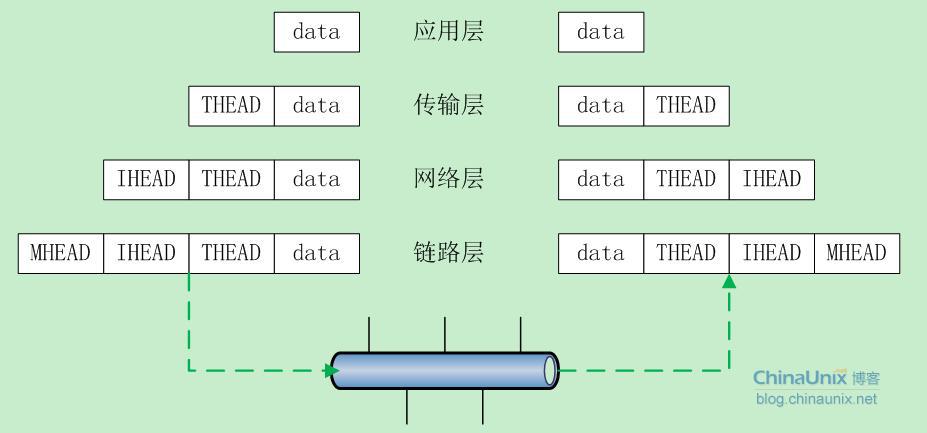 data 应用层 data
THEAD data 传输层 data THEAD
IHEAD THEAD data 网络层 data THEAD IHEAD
MHEAD IHEAD THEAD data 链路层 data THEAD IHEAD MHEAD
ChinaUnix 博客
blog.chinaunix.net